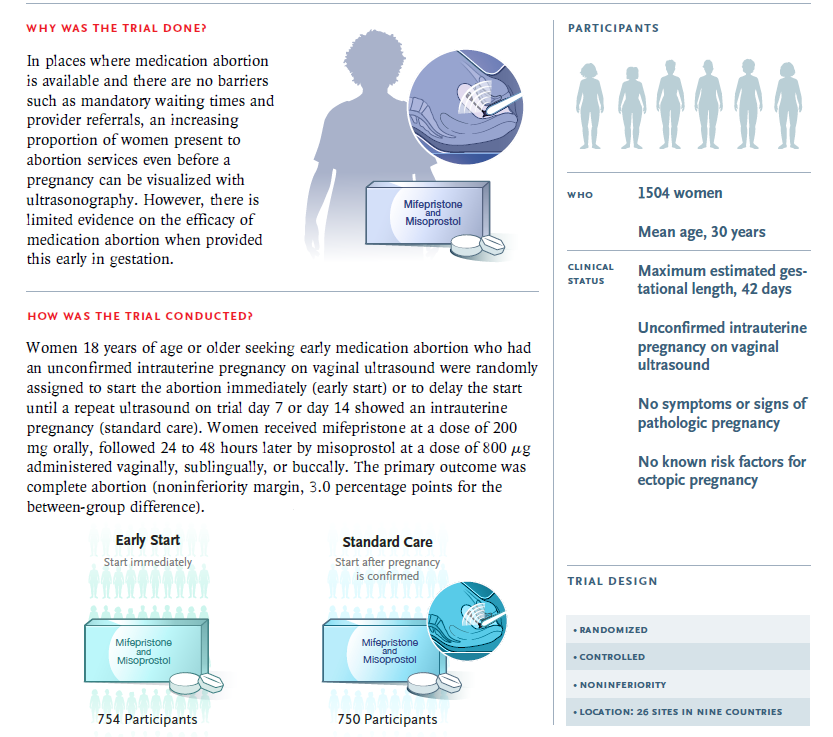 WHY WAS THE TRIAL DONE?
In places where medication abortion
is available and there are no barriers
such as mandatory waiting times and
provider referrals, an increasing
proportion of women present to
abortion services even before a
pregnancy can be visualized with
ultrasonography. However, there is
limited evidence on the efficacy of
medication abortion when provided
this early in gestation.
Mifepristone
and
Misoprostol
HOW WAS THE TRIAL CONDUCTED?
Women 18 years of age or older seeking early medication abortion who had
an unconfirmed intrauterine pregnancy on vaginal ultrasound were randomly
assigned to start the abortion immediately (early start) or to delay the start
until a repeat ultrasound on trial day 7 or day 14 showed an intrauterine
pregnancy (standard care). Women received mifepristone at a dose of 200
mg orally, followed 24 to 48 hours later by misoprostol at a dose of 800 μg
administered vaginally, sublingually, or buccally. The primary outcome was
complete abortion (noninferiority margin, 3.0 percentage points for the
between-group difference).
Early Start
Start immediately
Mifepristone
and
Misoprostol
754 Participants
Standard Care
Start after pregnancy
is confirmed
Mifepristone
and
Misoprostol
750 Participants
PARTICIPANTS
WHO
1504 women
Mean age, 30 years
CLINICAL
STATUS
Maximum estimated ges-
tational length, 42 days
Unconfirmed intrauterine
pregnancy on vaginal
ultrasound
No symptoms or signs of
pathologic pregnancy
No known risk factors for
ectopic pregnancy
TRIAL DESIGN
• RANDOMIZED
• CONTROLLED
• NONINFERIORITY
• LOCATION: 26 SITES IN NINE COUNTRIES